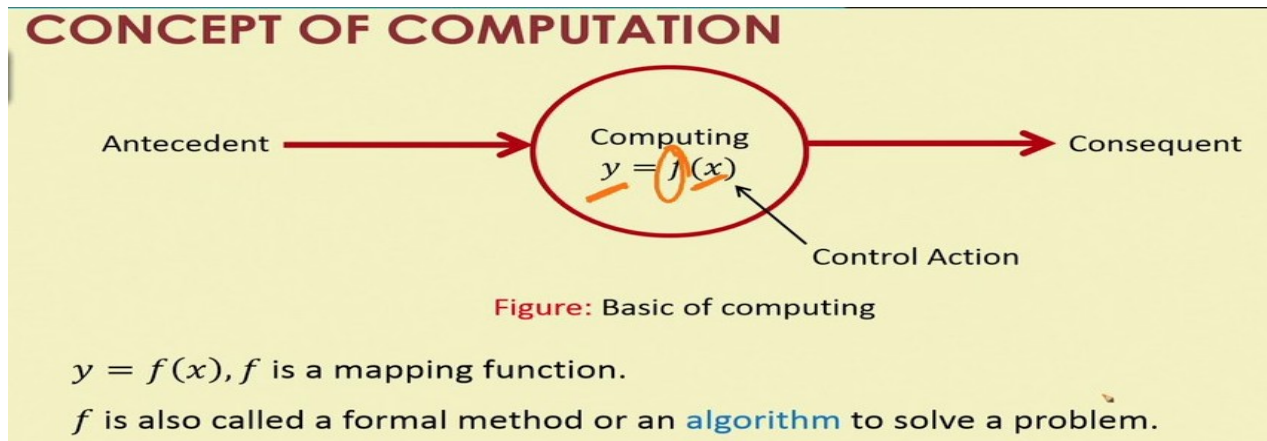 CONCEPT OF COMPUTATION
Antecedent
Computing
y = f(x)
Consequent
Control Action
Figure: Basic of computing
y = f(x), f is a mapping function.
f is also called a formal method or an algorithm to solve a problem.